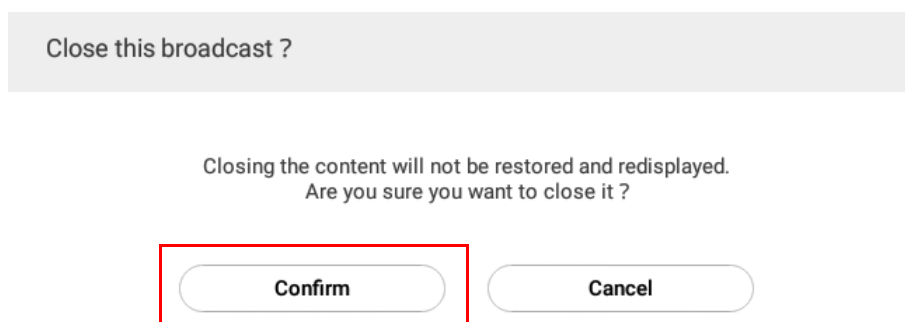 Close this broadcast ?
Closing the content will not be restored and redisplayed.
Are you sure you want to close it ?
Confirm
Cancel